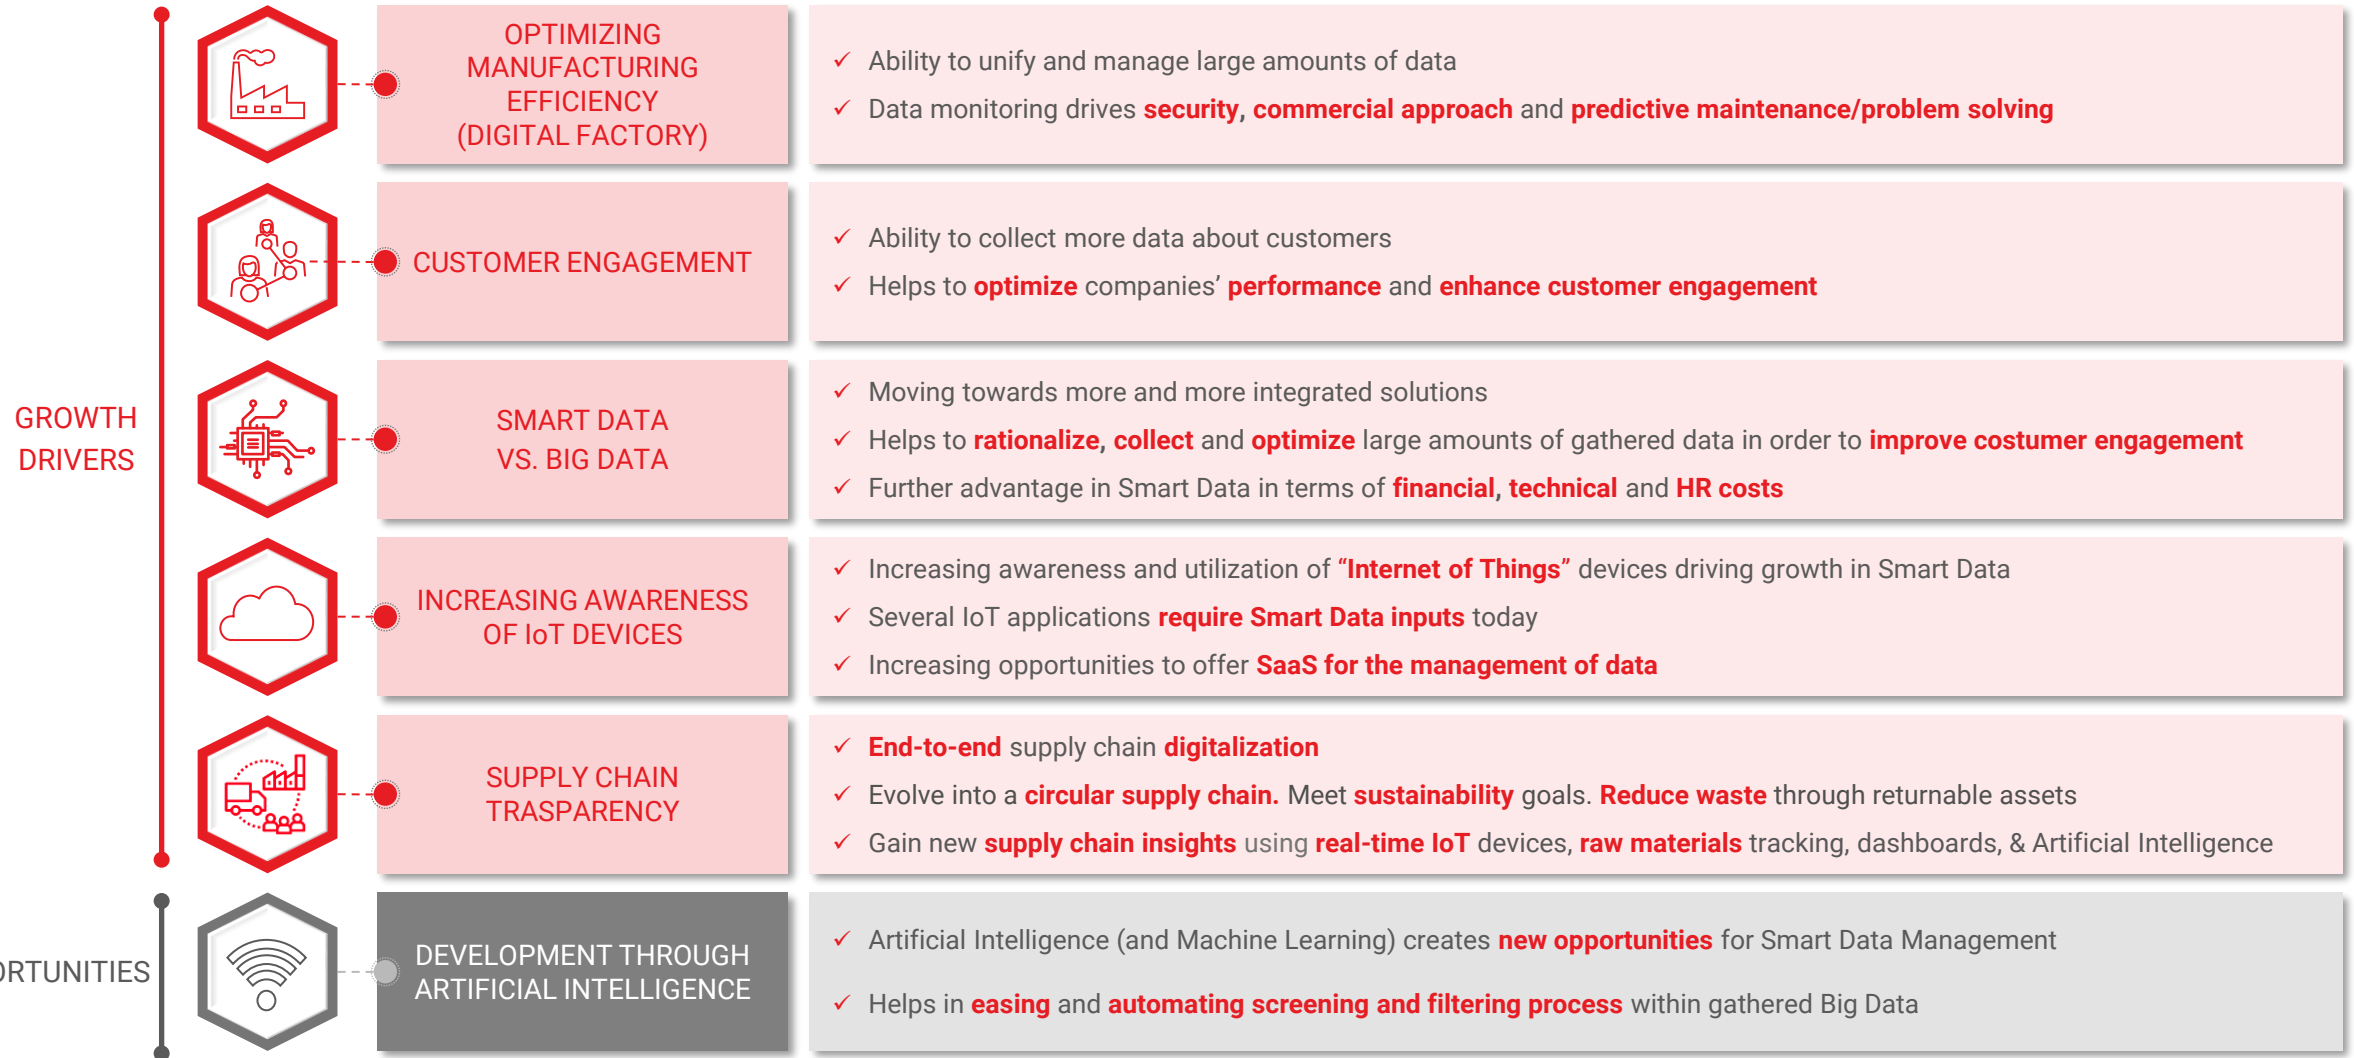 GROWTH
DRIVERS
OPTIMIZING
MANUFACTURING
EFFICIENCY
(DIGITAL FACTORY)
✓ Ability to unify and manage large amounts of data
✓ Data monitoring drives security, commercial approach and predictive maintenance/problem solving
CUSTOMER ENGAGEMENT
✓ Ability to collect more data about customers
✓ Helps to optimize companies’ performance and enhance customer engagement
SMART DATA
VS. BIG DATA
✓ Moving towards more and more integrated solutions
✓ Helps to rationalize, collect and optimize large amounts of gathered data in order to improve costumer engagement
✓ Further advantage in Smart Data in terms of financial, technical and HR costs
INCREASING AWARENESS
OF IoT DEVICES
✓ Increasing awareness and utilization of “Internet of Things” devices driving growth in Smart Data
✓ Several IoT applications require Smart Data inputs today
✓ Increasing opportunities to offer SaaS for the management of data
SUPPLY CHAIN
TRASPARENCY
✓ End-to-end supply chain digitalization
✓ Evolve into a circular supply chain. Meet sustainability goals. Reduce waste through returnable assets
✓ Gain new supply chain insights using real-time IoT devices, raw materials tracking, dashboards, & Artificial Intelligence
ORTUNITIES
DEVELOPMENT THROUGH
ARTIFICIAL INTELLIGENCE
✓ Artificial Intelligence (and Machine Learning) creates new opportunities for Smart Data Management
✓ Helps in easing and automating screening and filtering process within gathered Big Data